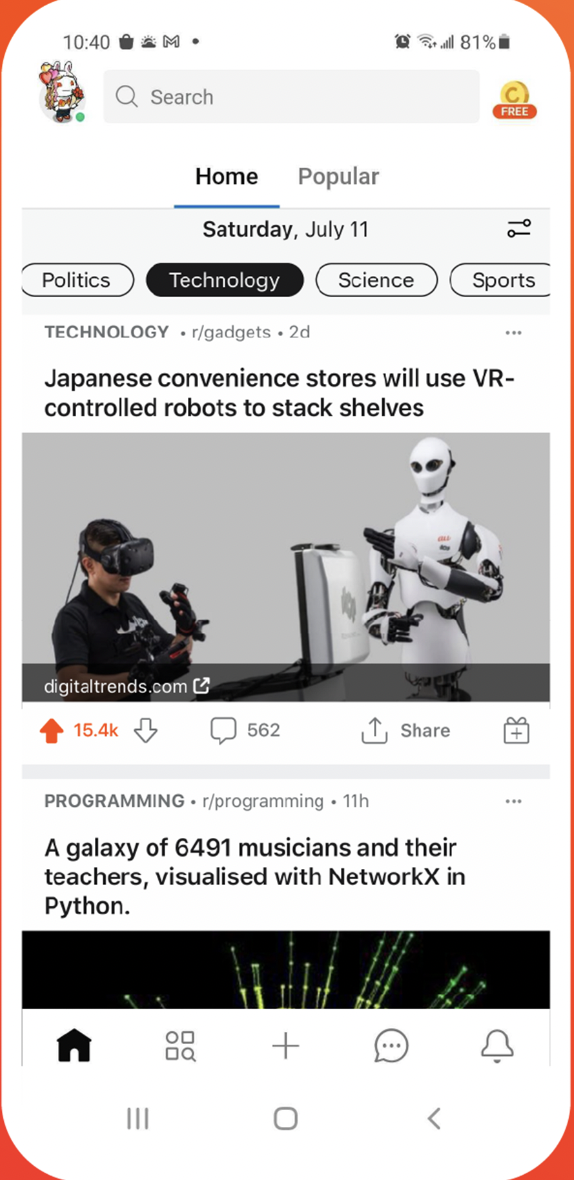 10:40
81%
Search
FREE
Home Popular
Saturday, July 11
Politics Technology Science Sports
TECHNOLOGY • r/gadgets • 2d
Japanese convenience stores will use VR-
controlled robots to stack shelves
digitaltrends.com
15.4k 562 Share
PROGRAMMING • r/programming • 11h
A galaxy of 6491 musicians and their
teachers, visualised with NetworkX in
Python.